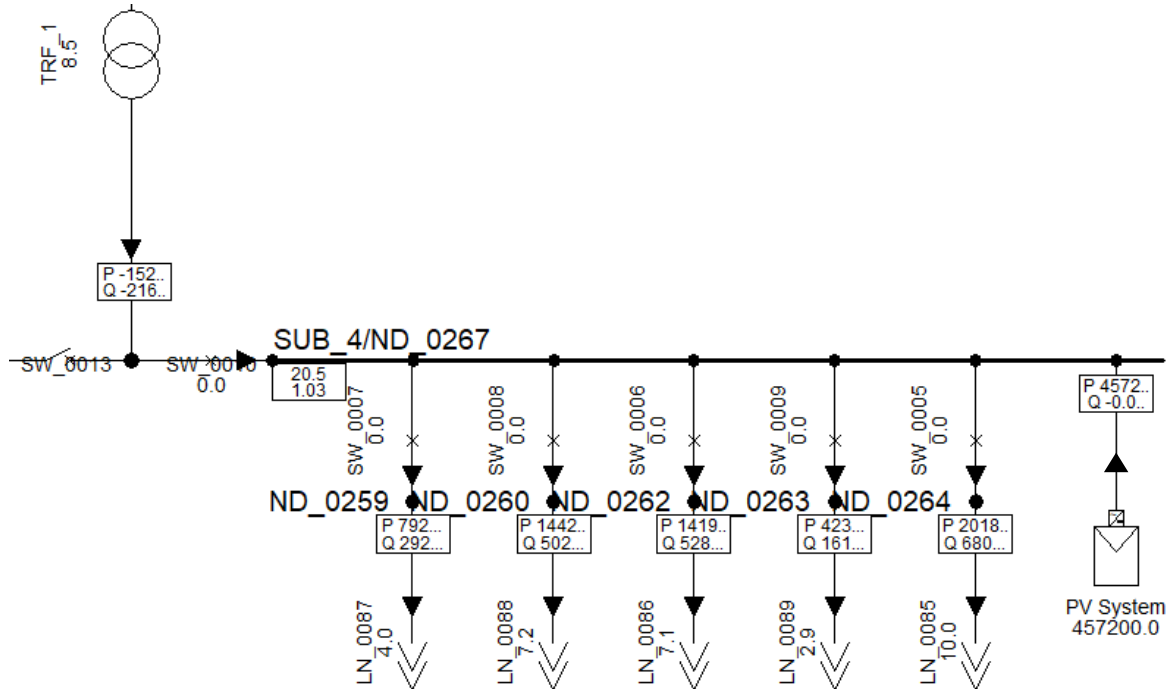 TRF_1
8.5
P -152..
Q -216..
SUB_4/ND_0267
SW_0013
SW_0010
0.0
20.5
1.03
P 4572..
Q -0.0..
SW_0007
0.0
SW_0008
0.0
SW_0006
0.0
SW_0009
0.0
SW_0005
0.0
ND_0259
ND_0260
ND_0262
ND_0263
ND_0264
P 792...
Q 292...
P 1442..
Q 502...
P 1419..
Q 528...
P 423...
Q 161...
P 2018..
Q 680...
LN_0087
4.0
LN_0088
7.2
LN_0086
7.1
LN_0089
2.9
LN_0085
10.0
PV System
457200.0